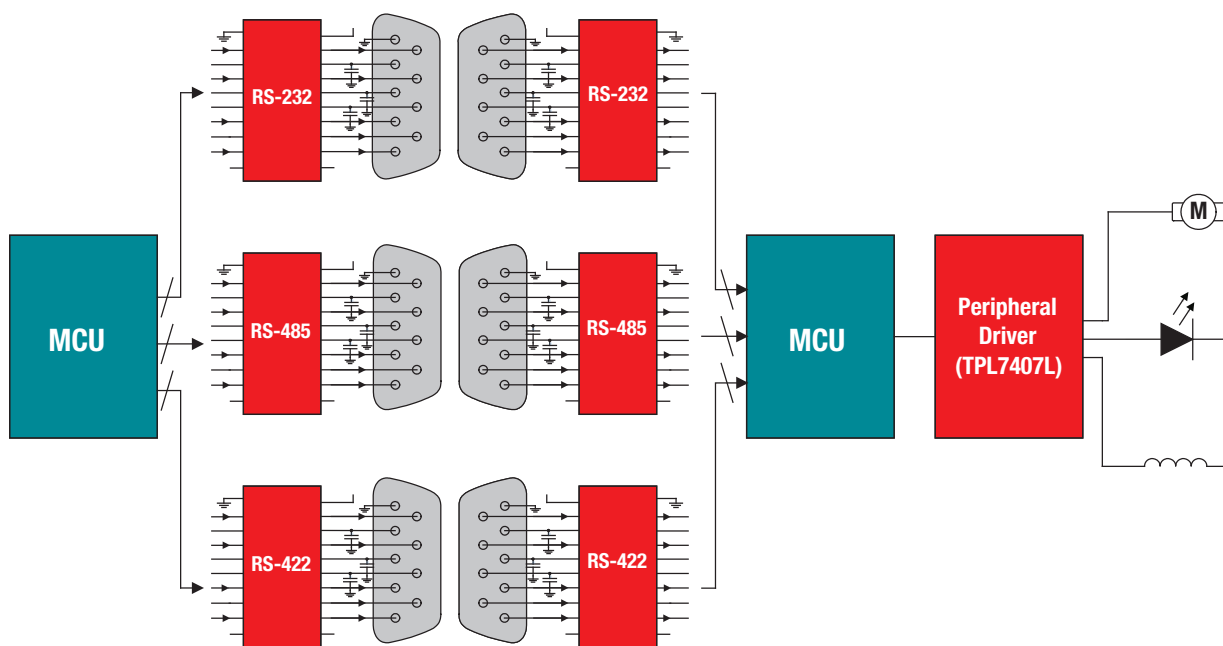 RS-232
RS-232
M
MCU
RS-485
RS-485
MCU
Peripheral
Driver
(TPL7407L)
RS-422
RS-422